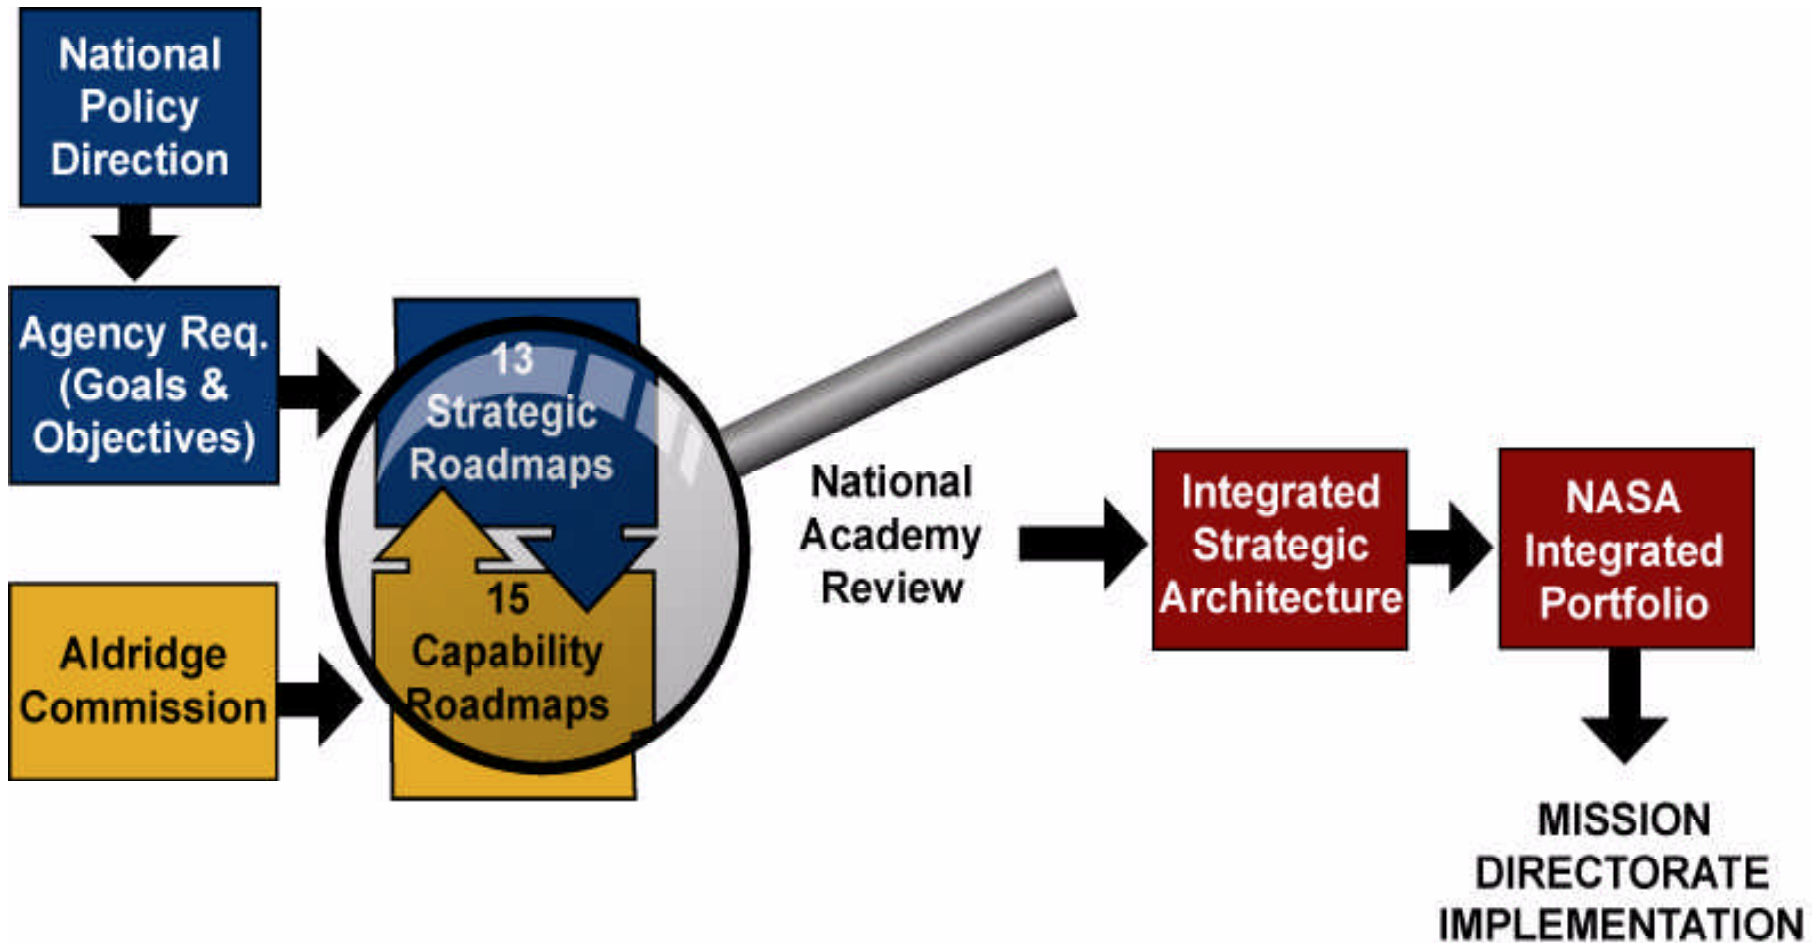 National
Policy
Direction
Agency Req.
(Goals &
Objectives)
13
Strategic
Roadmaps
15
Capability
Roadmaps
Aldridge
Commission
National
Academy
Review
Integrated
Strategic
Architecture
NASA
Integrated
Portfolio
MISSION
DIRECTORATE
IMPLEMENTATION